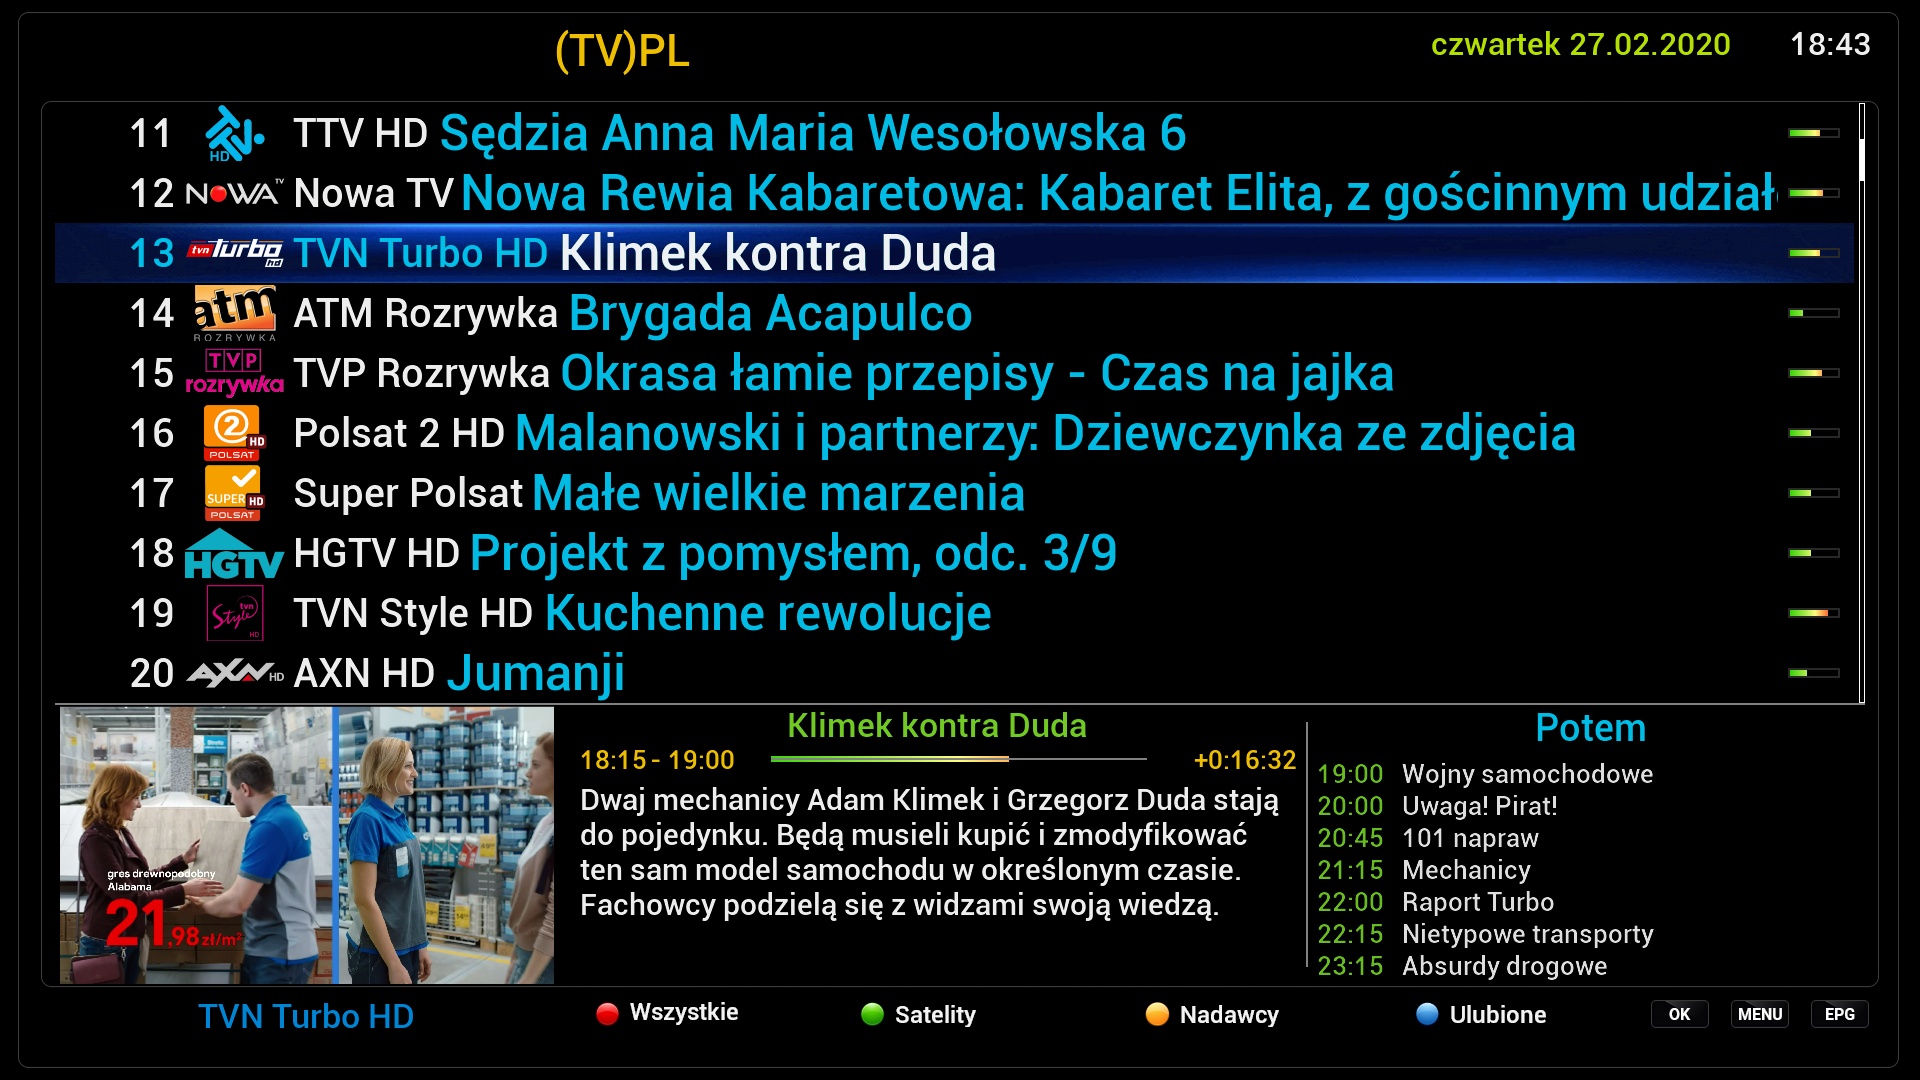 (TV)PL
czwartek 27.02.2020 18:43
11 HD TTV HD Sędzia Anna Maria Wesołowska 6
12 NOWA TV Nowa TV Nowa Rewia Kabaretowa: Kabaret Elita, z gościnnym udział
13 tvn turbo hd TVN Turbo HD Klimek kontra Duda
14 atm ROZRYWKA ATM Rozrywka Brygada Acapulco
15 TVP rozrywka TVP Rozrywka Okrasa łamie przepisy - Czas na jajka
16 2 HD POLSAT Polsat 2 HD Malanowski i partnerzy: Dziewczynka ze zdjęcia
17 SUPER HD POLSAT Super Polsat Małe wielkie marzenia
18 HGTV HGTV HD Projekt z pomysłem, odc. 3/9
19 tvn Style HD TVN Style HD Kuchenne rewolucje
20 AXN HD AXN HD Jumanji
gres drewnopodobny
Alabama
21,98 zł/m²
Klimek kontra Duda
18:15 - 19:00 +0:16:32
Dwaj mechanicy Adam Klimek i Grzegorz Duda stają
do pojedynku. Będą musieli kupić i zmodyfikować
ten sam model samochodu w określonym czasie.
Fachowcy podzielą się z widzami swoją wiedzą.
Potem
19:00 Wojny samochodowe
20:00 Uwaga! Pirat!
20:45 101 napraw
21:15 Mechanicy
22:00 Raport Turbo
22:15 Nietypowe transporty
23:15 Absurdy drogowe
TVN Turbo HD Wszystkie Satelity Nadawcy Ulubione OK MENU EPG